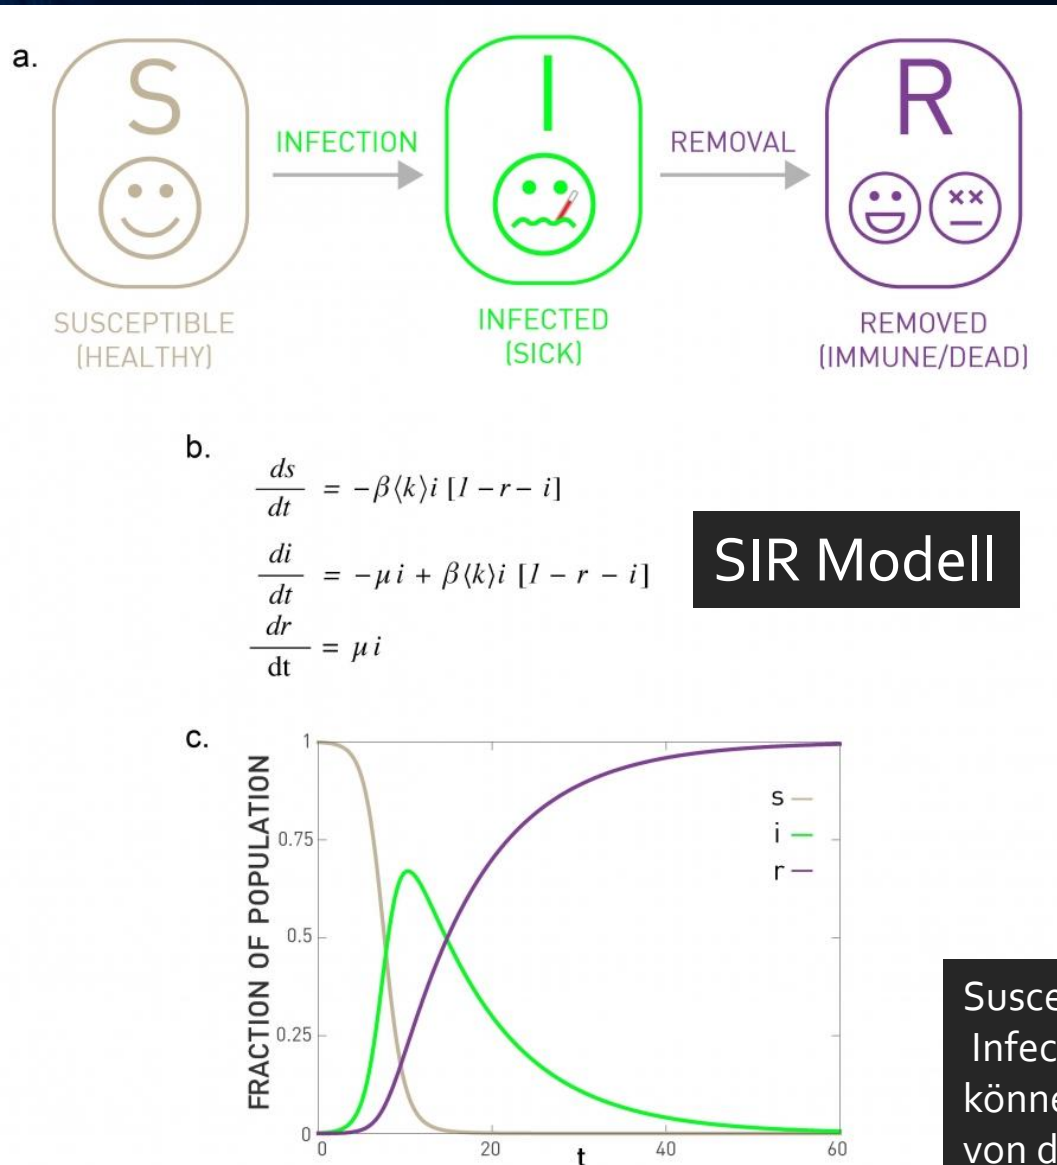 a.
S
I
R
INFECTION
REMOVAL
SUSCEPTIBLE
(HEALTHY)
INFECTED
(SICK)
REMOVED
(IMMUNE/DEAD)
b.
ds/dt = −β⟨k⟩i [1 − r − i]
di/dt = −μ i + β⟨k⟩i [1 − r − i]
dr/dt = μ i
SIR Modell
c.
FRACTION OF POPULATION
1
0.75
0.5
0.25
0
s
i
r
0 20 40 60
t
Susce
Infec
könne
von d